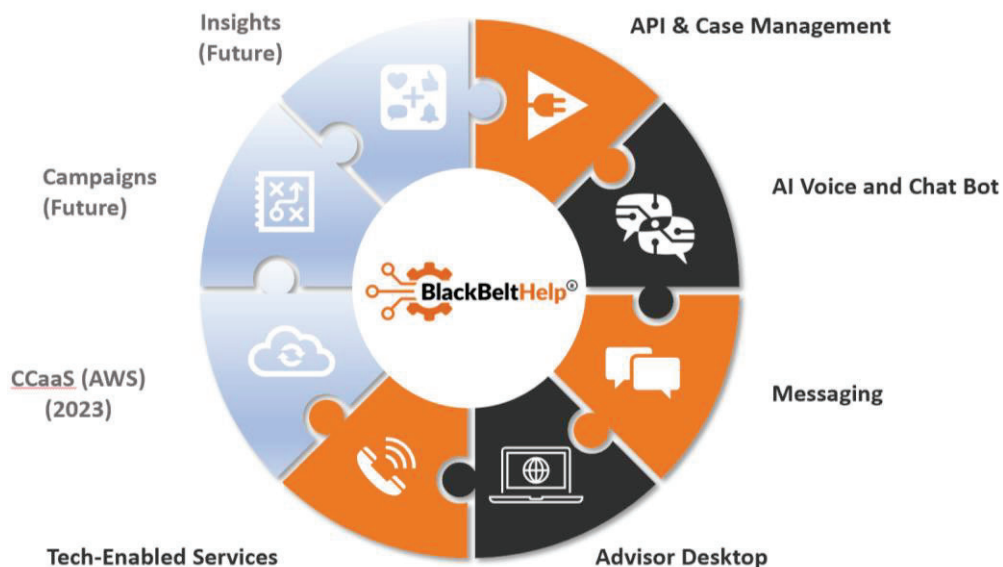 Insights
(Future)
API & Case Management
Campaigns
(Future)
AI Voice and Chat Bot
BlackBeltHelp®
CCaaS (AWS)
(2023)
Messaging
Tech-Enabled Services
Advisor Desktop